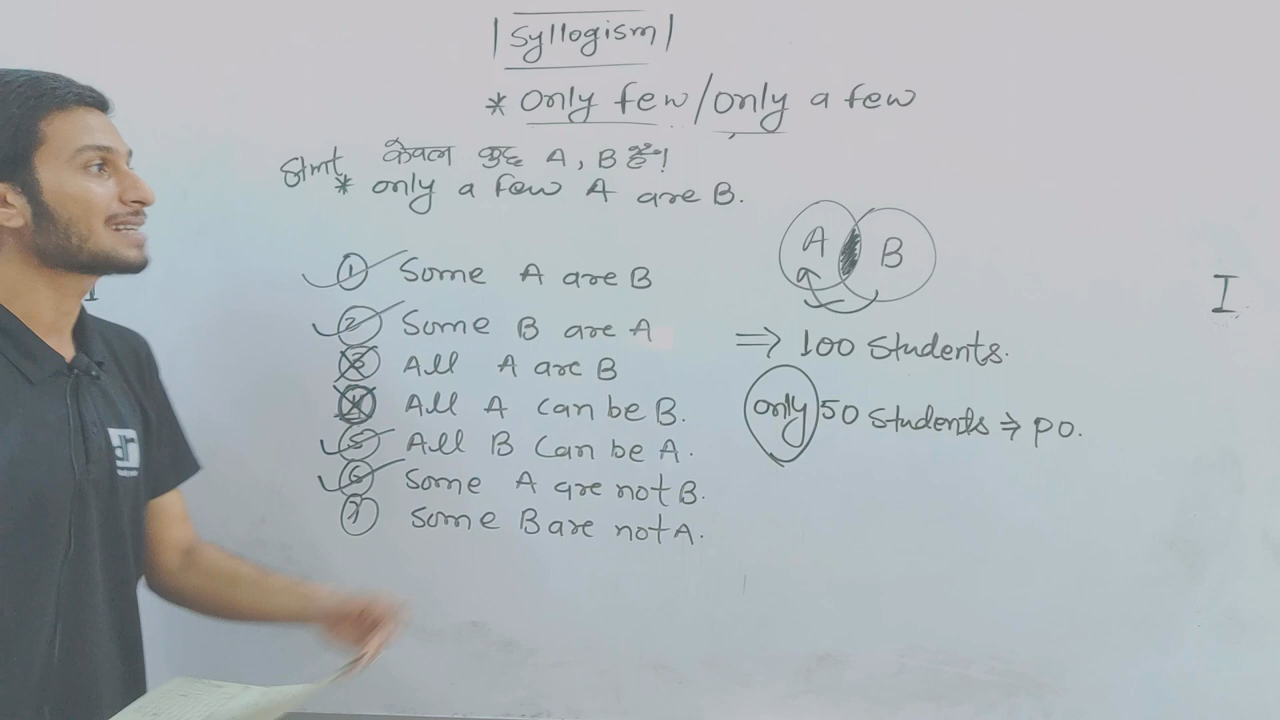 Syllogism
* only few/only a few
Stmt केवल कुछ A, B है।
* only a few A are B.
① Some A are B
② Some B are A
③ All A are B
④ All A can be B.
⑤ All B can be A.
⑥ Some A are not B.
⑦ Some B are not A.
A B
⇒ 100 students.
only 50 students ⇒ PO.
I